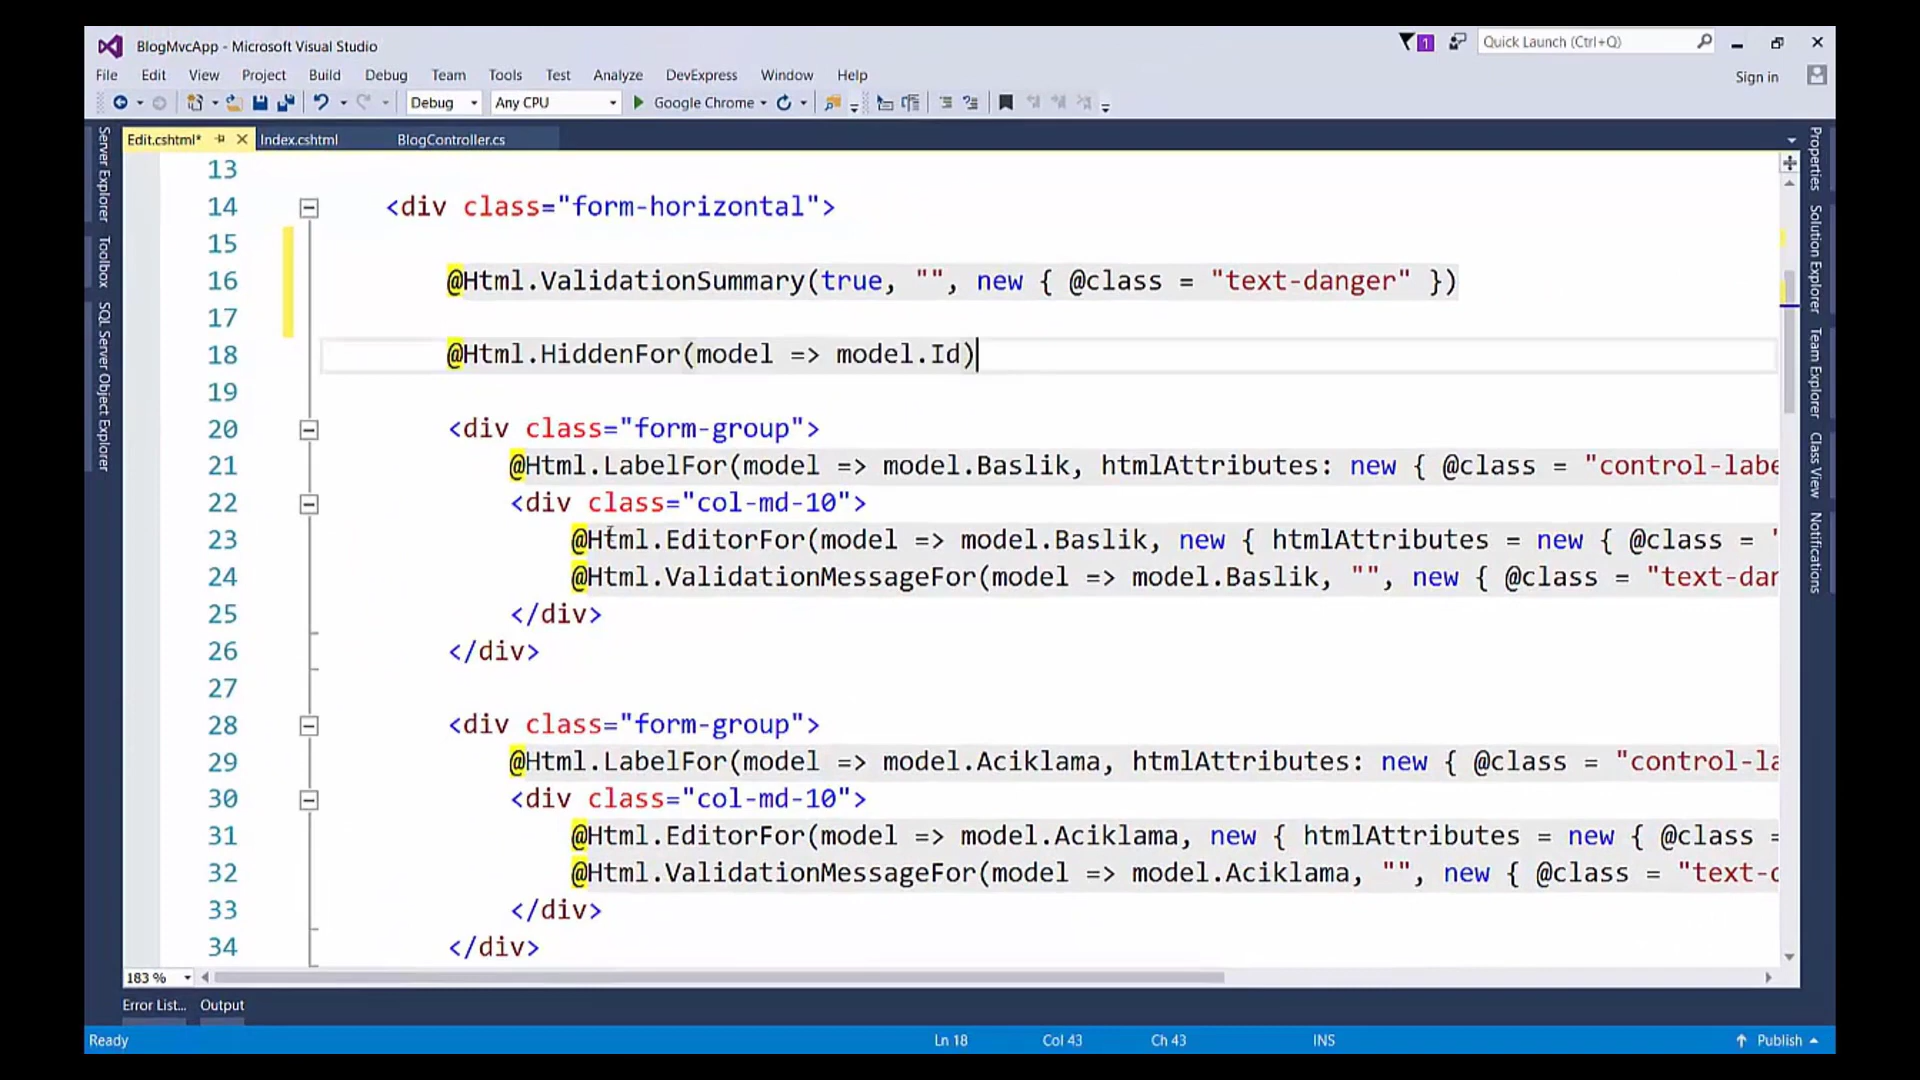 BlogMvcApp - Microsoft Visual Studio
1
Quick Launch (Ctrl+Q)
File Edit View Project Build Debug Team Tools Test Analyze DevExpress Window Help
Sign in
Debug Any CPU Google Chrome
Edit.cshtml* Index.cshtml BlogController.cs
Server Explorer
Toolbox
SQL Server Object Explorer
13
14 <div class="form-horizontal">
15
16 @Html.ValidationSummary(true, "", new { @class = "text-danger" })
17
18 @Html.HiddenFor(model => model.Id)
19
20 <div class="form-group">
21 @Html.LabelFor(model => model.Baslik, htmlAttributes: new { @class = "control-labe
22 <div class="col-md-10">
23 @Html.EditorFor(model => model.Baslik, new { htmlAttributes = new { @class = "
24 @Html.ValidationMessageFor(model => model.Baslik, "", new { @class = "text-dan
25 </div>
26 </div>
27
28 <div class="form-group">
29 @Html.LabelFor(model => model.Aciklama, htmlAttributes: new { @class = "control-la
30 <div class="col-md-10">
31 @Html.EditorFor(model => model.Aciklama, new { htmlAttributes = new { @class =
32 @Html.ValidationMessageFor(model => model.Aciklama, "", new { @class = "text-d
33 </div>
34 </div>
Properties
Solution Explorer
Team Explorer
Class View
Notifications
183 %
Error List... Output
Ready Ln 18 Col 43 Ch 43 INS Publish